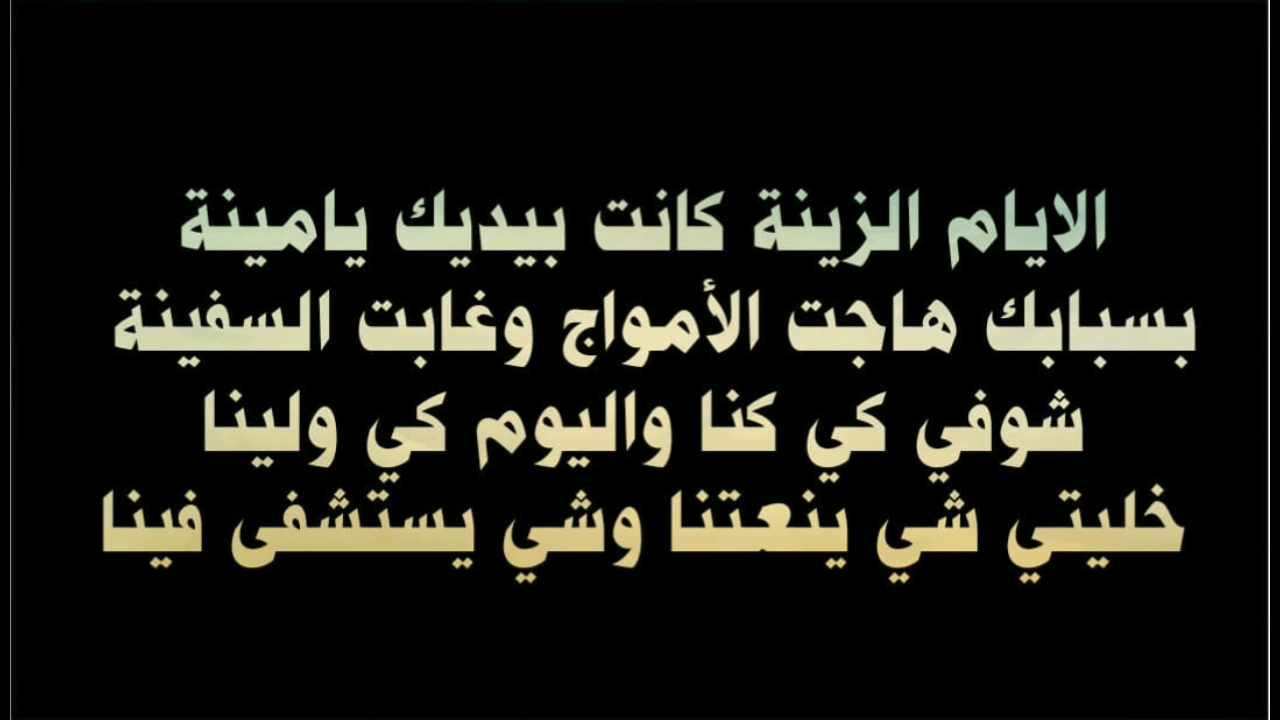 الايام الزينة كانت بيديك يامينة
بسبابك هاجت الأمواج وغابت السفينة
شوفي كي كنا واليوم كي ولينا
خليتي شي ينعتنا وشي يستشفى فينا